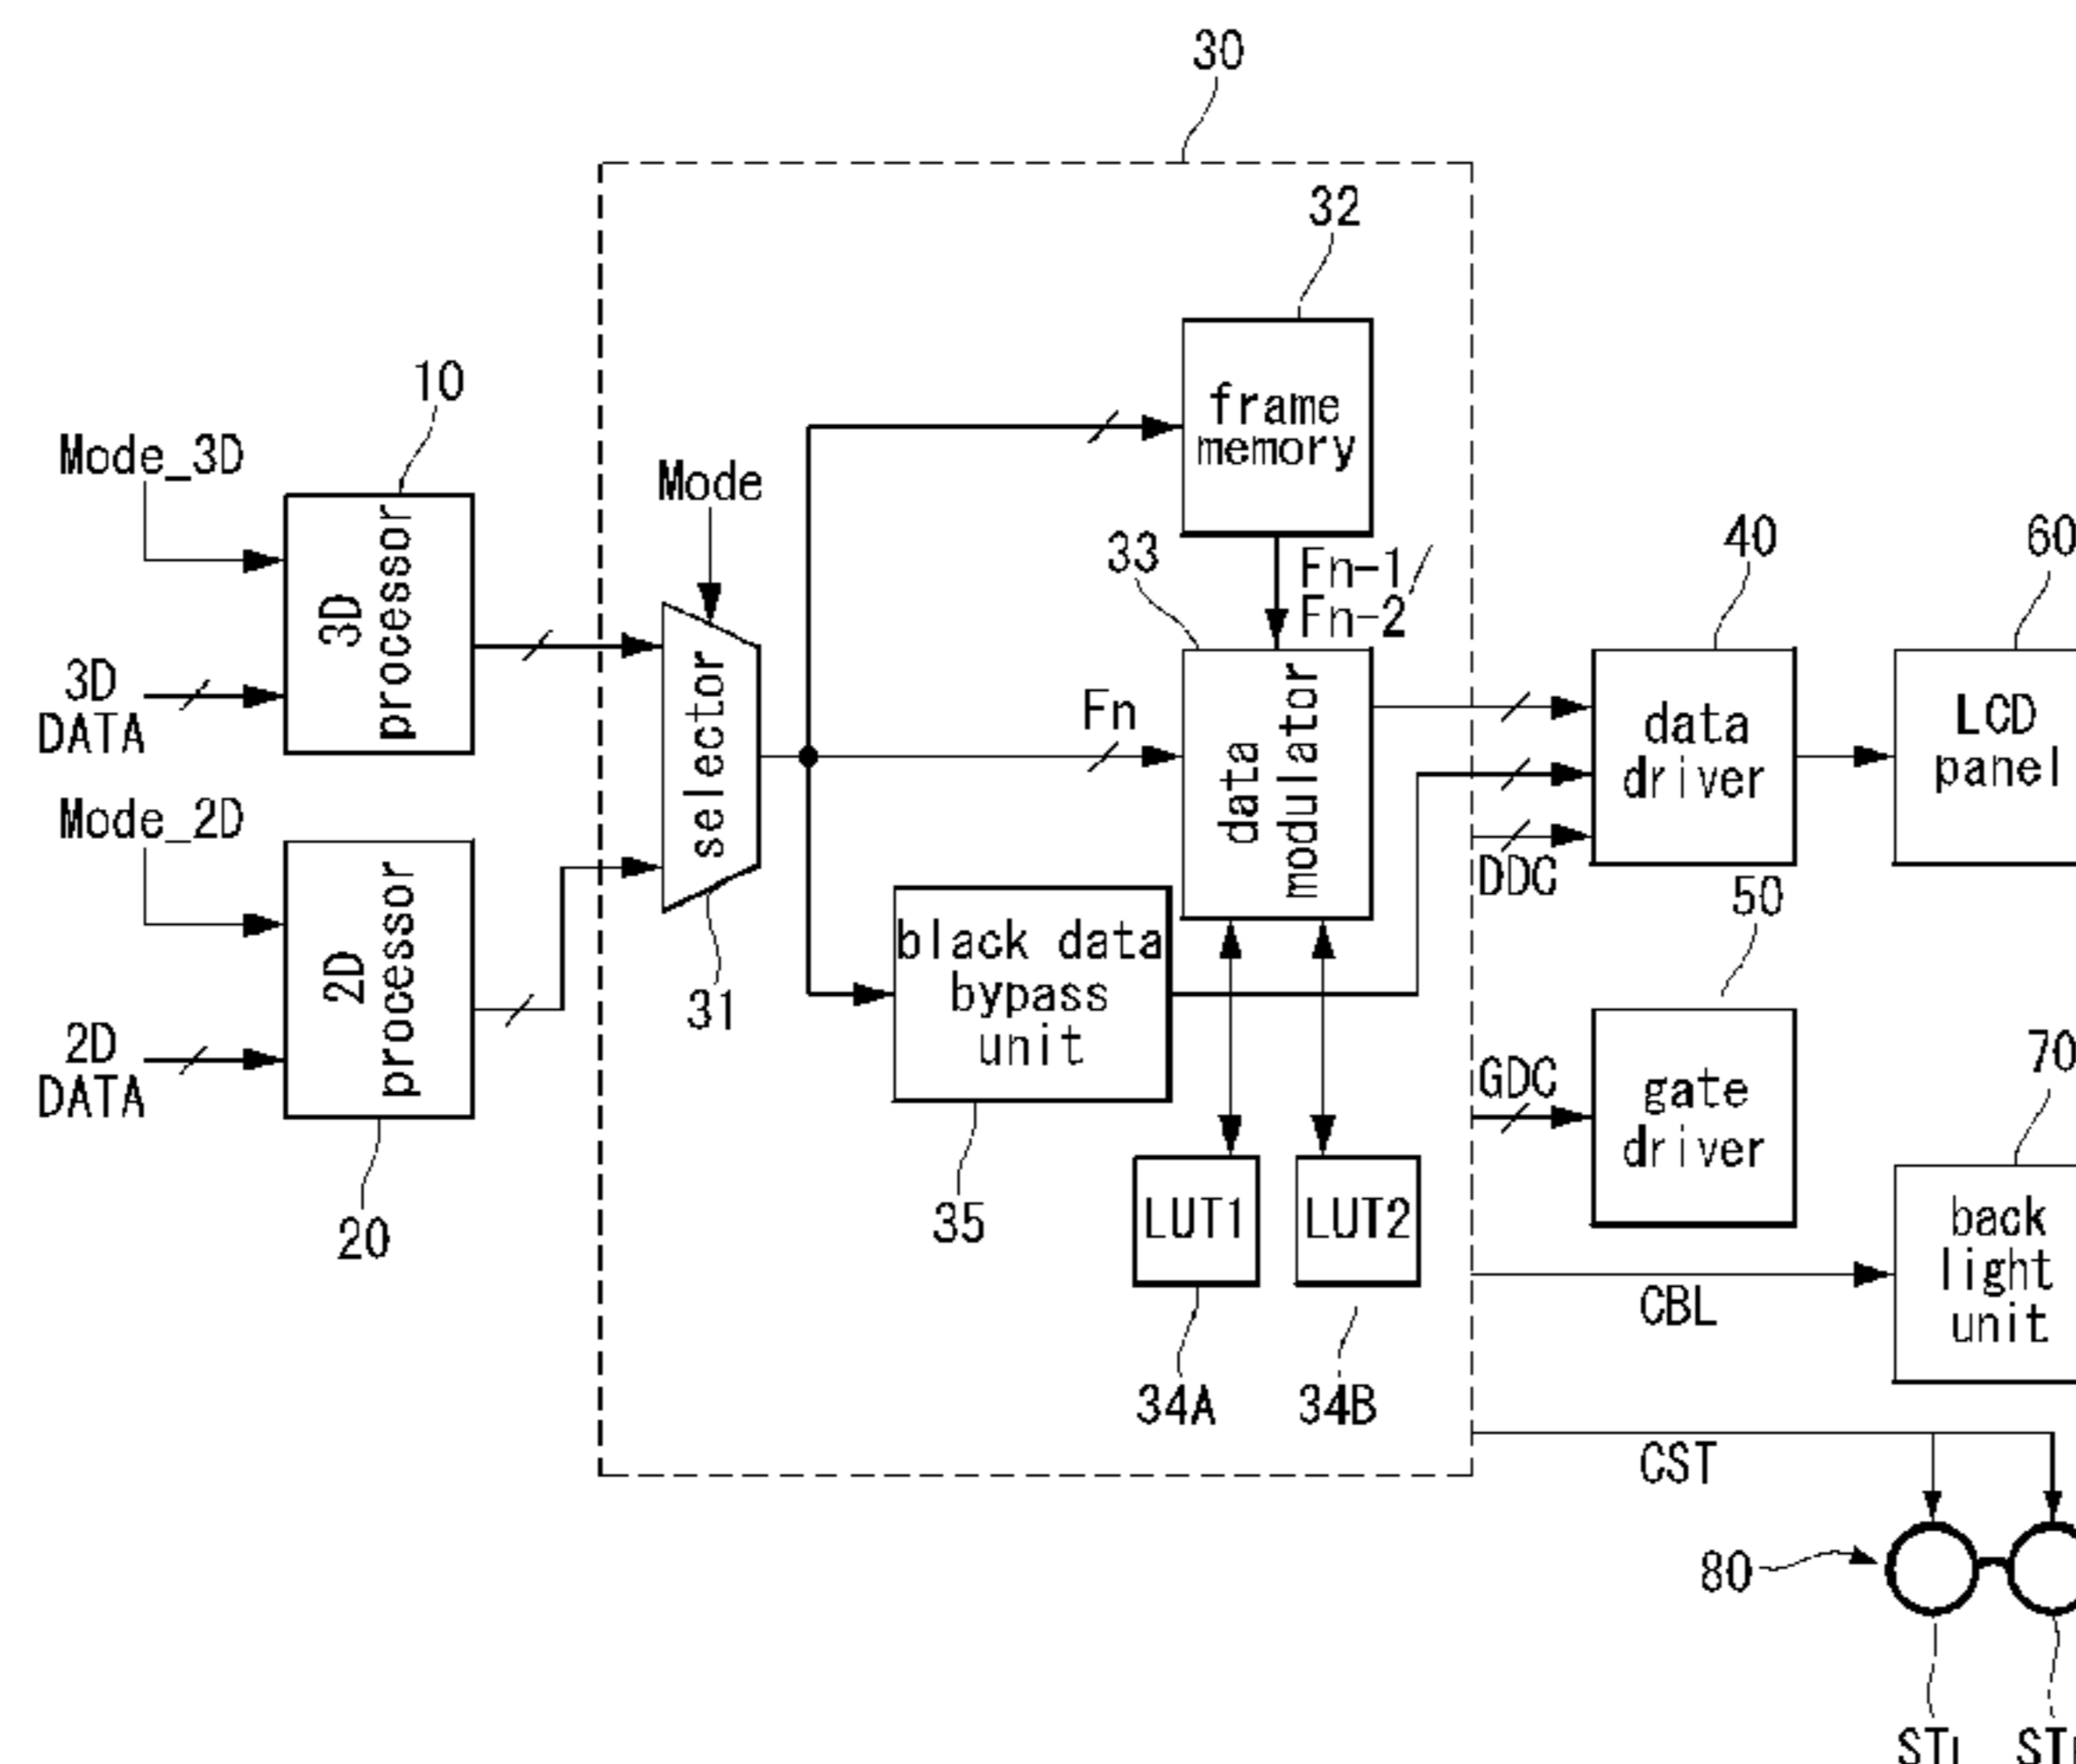 30
32
frame
memory
10
Mode_3D
3D
processor
3D
DATA
Mode
selector
31
Fn-1,
Fn-2
33
Fn
data
modulator
40
data
driver
60
LCD
panel
DDC
Mode_2D
2D
processor
2D
DATA
20
black data
bypass
unit
35
LUT1
LUT2
34A
34B
50
GDC
gate
driver
70
back
light
unit
CBL
CST
80